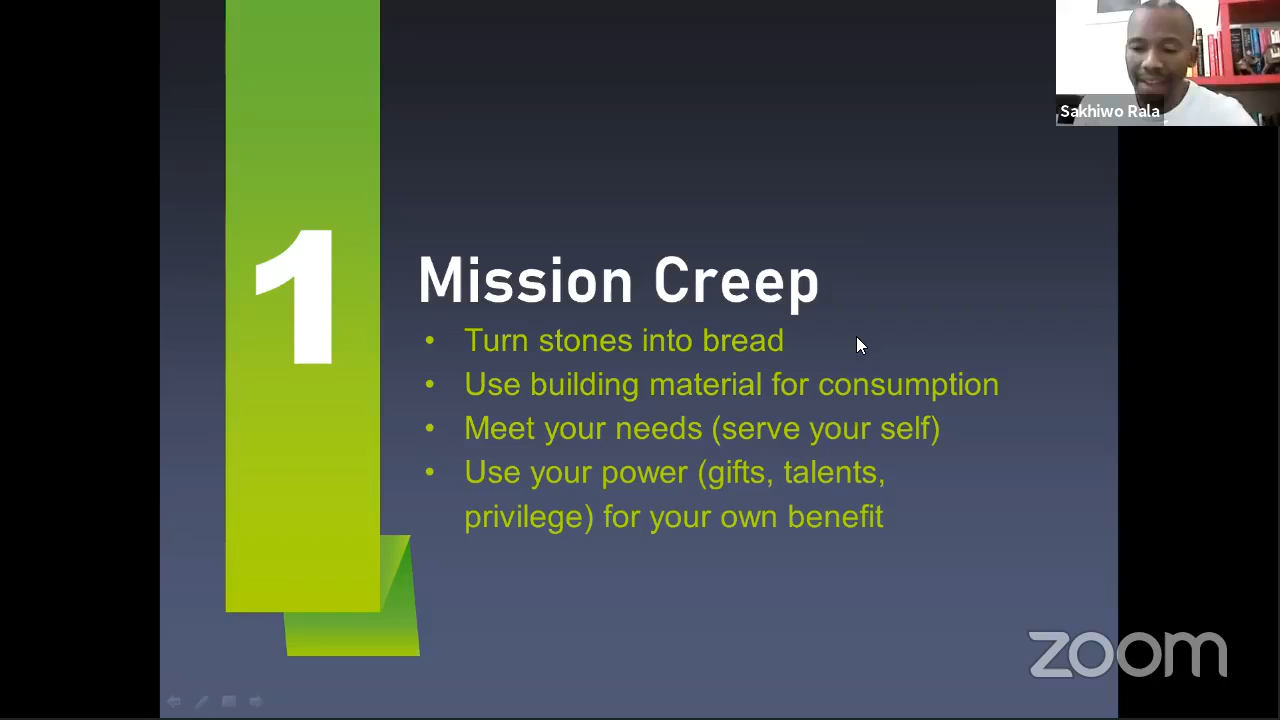 Sakhiwo Rala
1
Mission Creep
• Turn stones into bread
• Use building material for consumption
• Meet your needs (serve your self)
• Use your power (gifts, talents,
privilege) for your own benefit
zoom